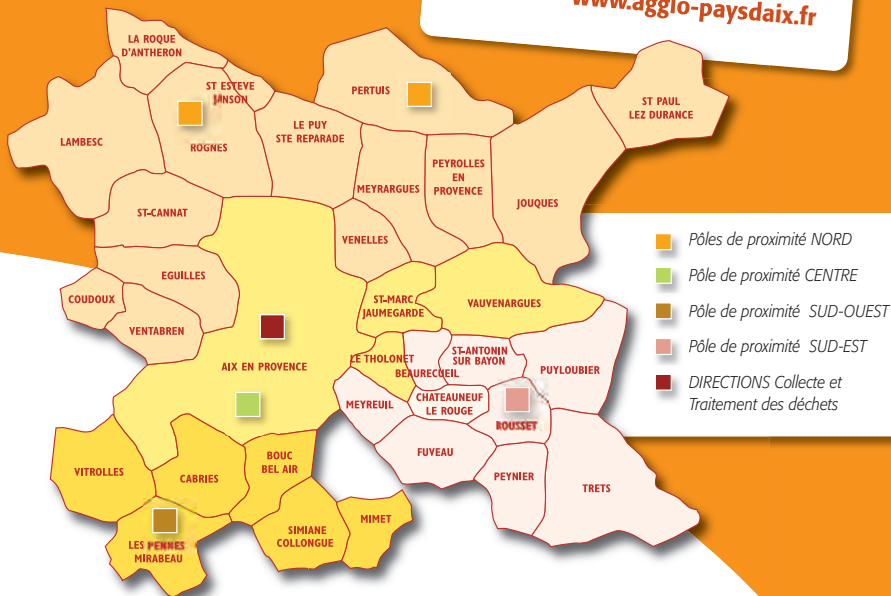 www.agglo-paysdaix.fr
LA ROQUE
D'ANTHERON
ST ESTEVE
JANSON
PERTUIS
ST PAUL
LEZ DURANCE
LAMBESC
ROGNES
LE PUY
STE REPARADE
PEYROLLES
EN
PROVENCE
MEYRARGUES
JOUQUES
ST-CANNAT
VENELLES
EGUILLES
COUDOUX
VENTABREN
ST-MARC
JAUMEGARDE
VAUVENARGUES
AIX EN PROVENCE
LE THOLONET
BEAURECUEIL
ST-ANTONIN
SUR BAYON
PUYLOUBIER
MEYREUIL
CHATEAUNEUF
LE ROUGE
ROUSSET
FUVEAU
PEYNIER
TRETS
VITROLLES
CABRIES
BOUC
BEL AIR
SIMIANE
COLLONGUE
MIMET
LES PENNES
MIRABEAU
Pôles de proximité NORD
Pôle de proximité CENTRE
Pôle de proximité SUD-OUEST
Pôle de proximité SUD-EST
DIRECTIONS Collecte et
Traitement des déchets